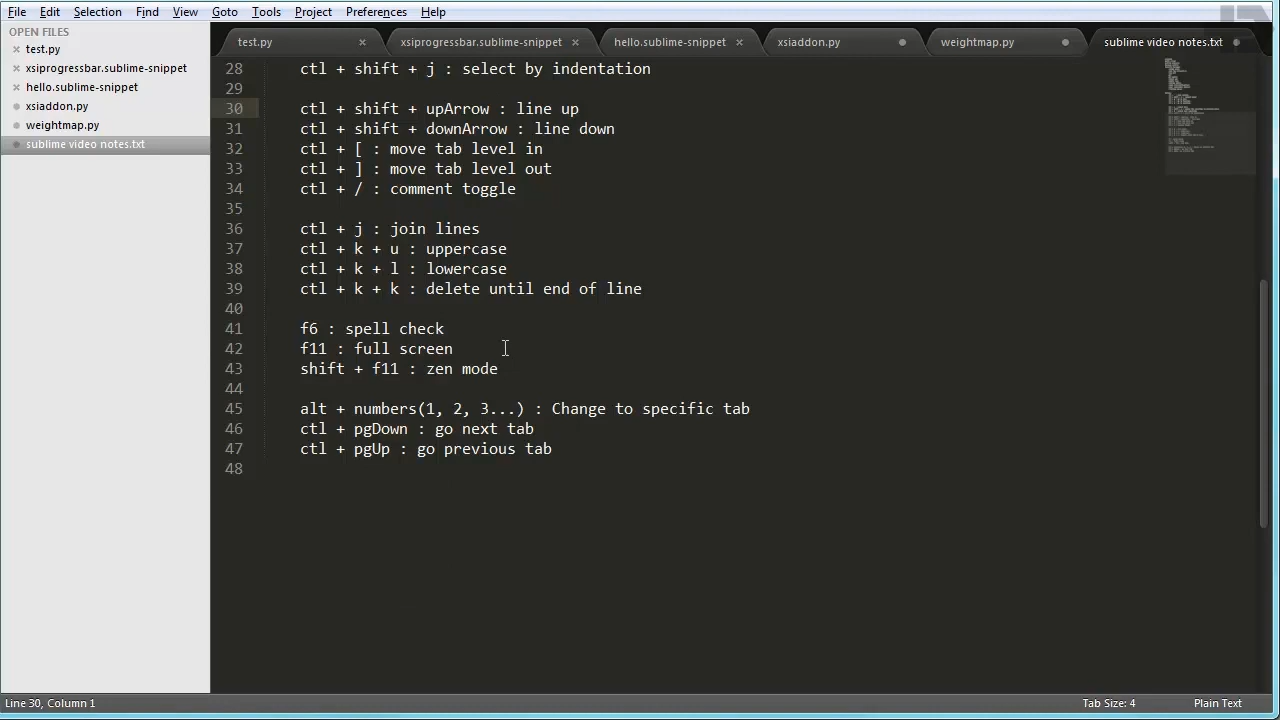 File Edit Selection Find View Goto Tools Project Preferences Help
OPEN FILES
test.py
xsiprogressbar.sublime-snippet
hello.sublime-snippet
xsiaddon.py
weightmap.py
sublime video notes.txt
test.py xsiprogressbar.sublime-snippet hello.sublime-snippet xsiaddon.py weightmap.py sublime video notes.txt
28 ctl + shift + j : select by indentation
29
30 ctl + shift + upArrow : line up
31 ctl + shift + downArrow : line down
32 ctl + [ : move tab level in
33 ctl + ] : move tab level out
34 ctl + / : comment toggle
35
36 ctl + j : join lines
37 ctl + k + u : uppercase
38 ctl + k + l : lowercase
39 ctl + k + k : delete until end of line
40
41 f6 : spell check
42 f11 : full screen
43 shift + f11 : zen mode
44
45 alt + numbers(1, 2, 3...) : Change to specific tab
46 ctl + pgDown : go next tab
47 ctl + pgUp : go previous tab
48
Line 30, Column 1 Tab Size: 4 Plain Text